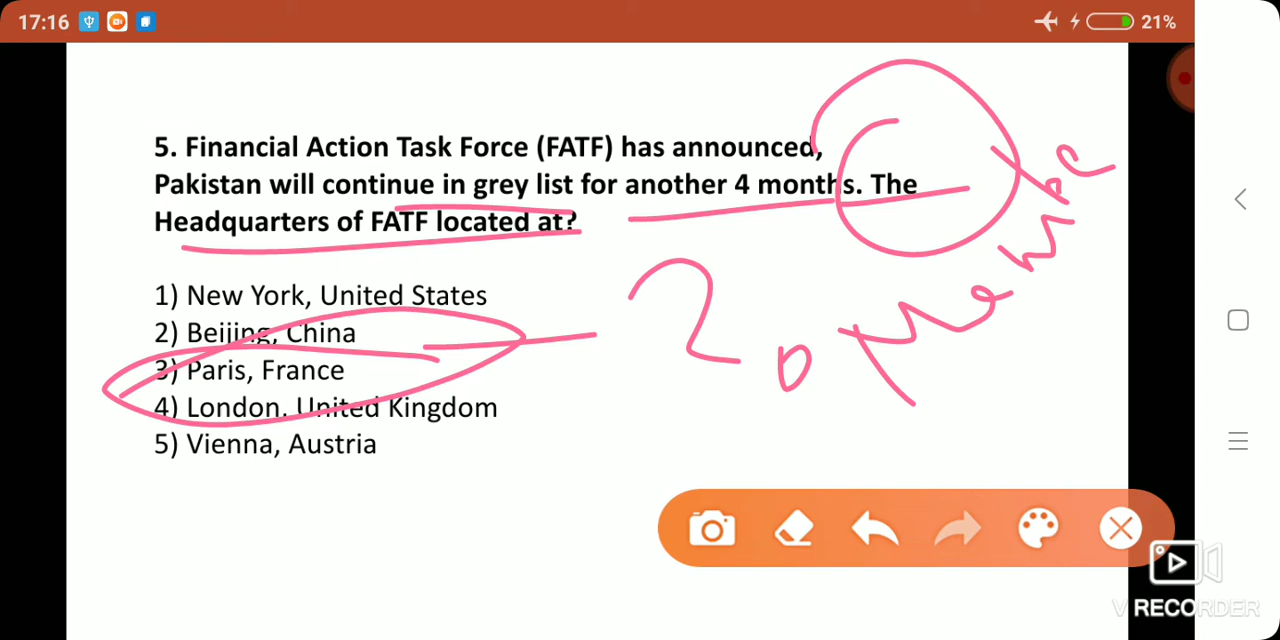 17:16
21%
5. Financial Action Task Force (FATF) has announced,
Pakistan will continue in grey list for another 4 months. The
Headquarters of FATF located at?
1) New York, United States
2) Beijing, China
3) Paris, France
4) London, United Kingdom
5) Vienna, Austria
V RECORDER